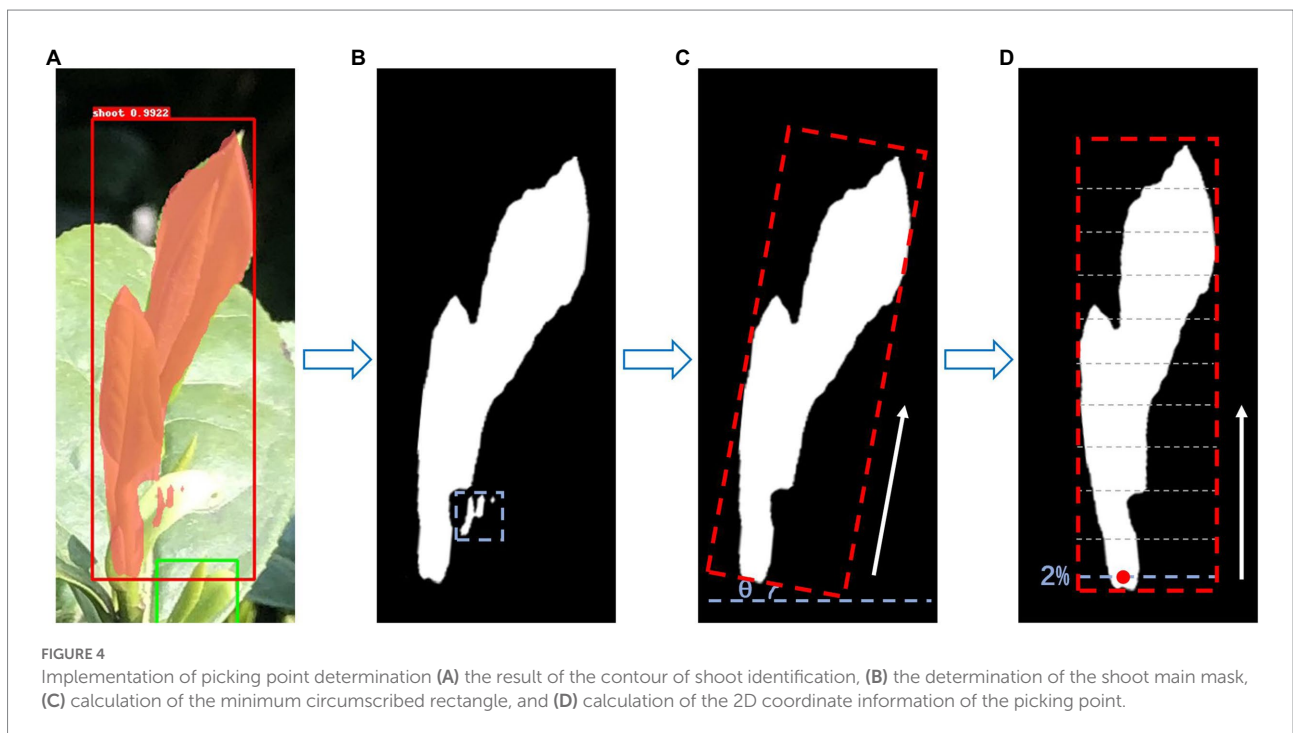 A
B
C
D
shoot 0.9922
θ
2%
FIGURE 4
Implementation of picking point determination (A) the result of the contour of shoot identification, (B) the determination of the shoot main mask,
(C) calculation of the minimum circumscribed rectangle, and (D) calculation of the 2D coordinate information of the picking point.